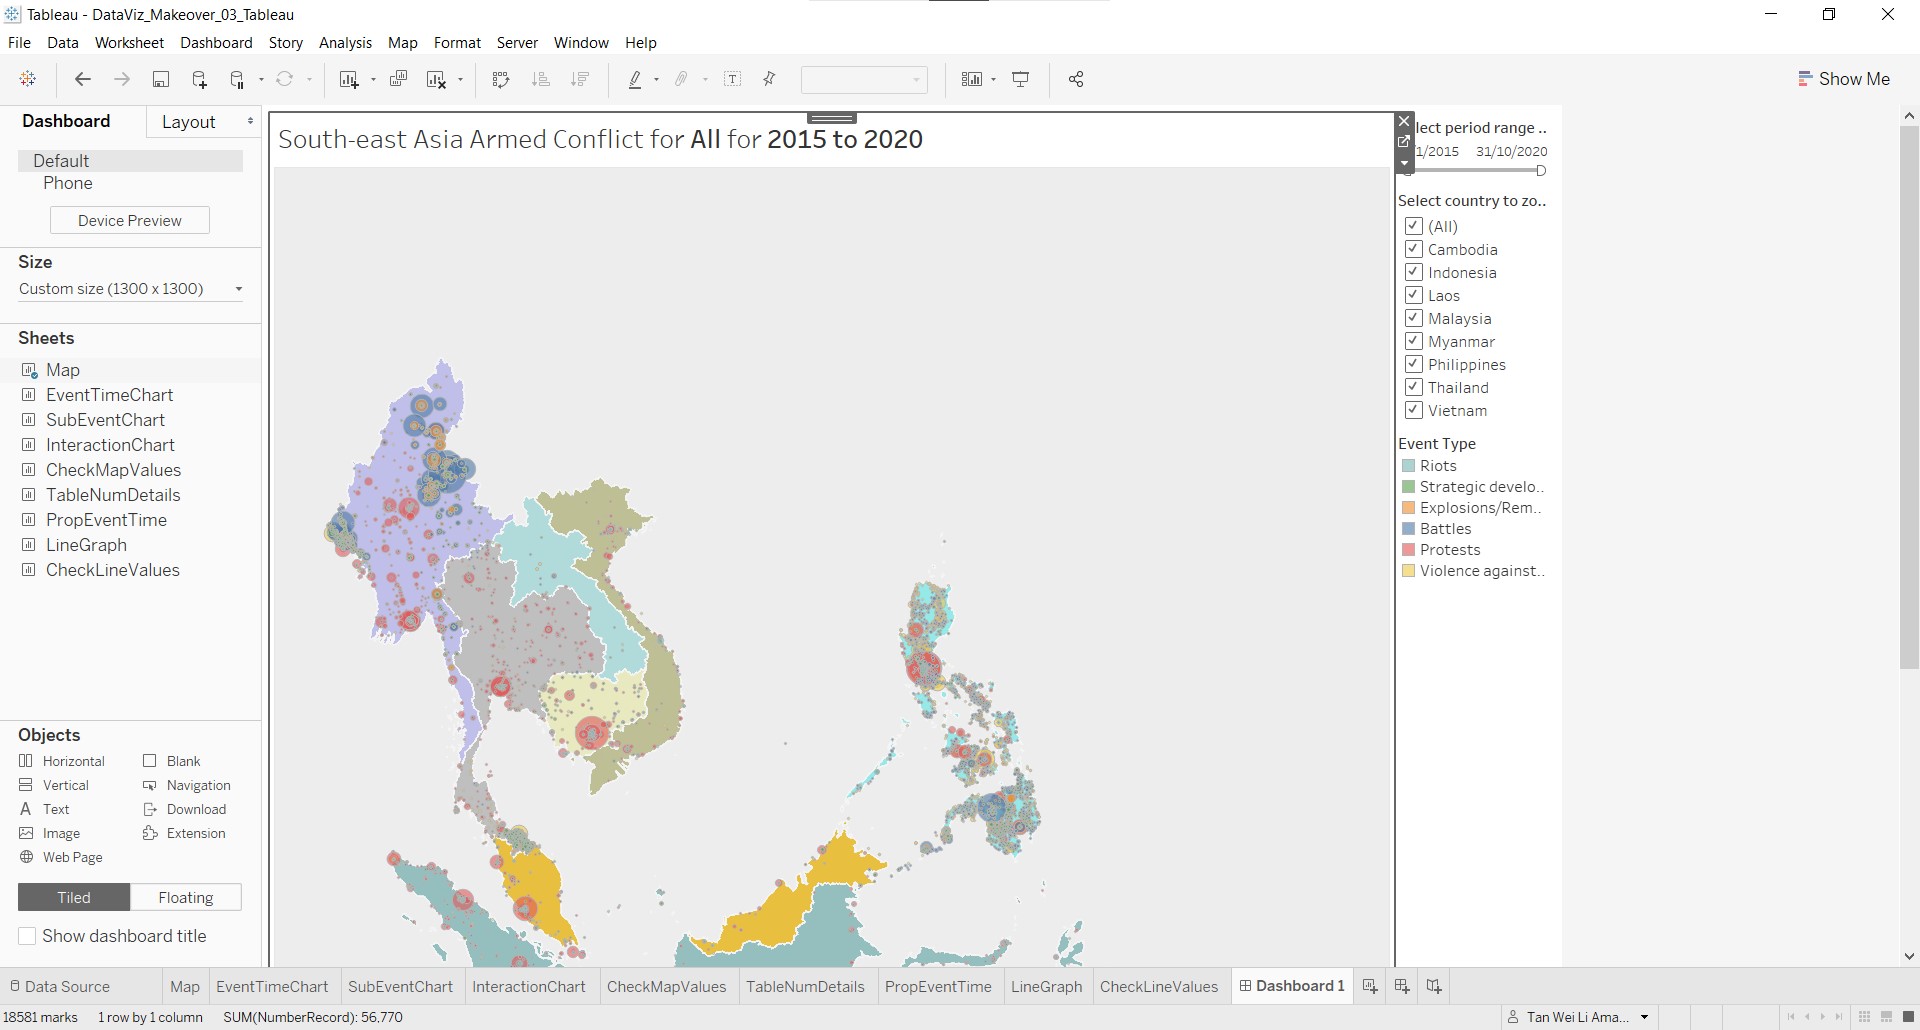 Tableau - DataViz_Makeover_03_Tableau
File Data Worksheet Dashboard Story Analysis Map Format Server Window Help
Show Me
Dashboard
Layout
Default
Phone
Device Preview
Size
Custom size (1300 x 1300)
Sheets
Map
EventTimeChart
SubEventChart
InteractionChart
CheckMapValues
TableNumDetails
PropEventTime
LineGraph
CheckLineValues
Objects
Horizontal Blank
Vertical Navigation
Text Download
Image Extension
Web Page
Tiled Floating
Show dashboard title
South-east Asia Armed Conflict for All for 2015 to 2020
lect period range ..
1/2015 31/10/2020
Select country to zo..
(All)
Cambodia
Indonesia
Laos
Malaysia
Myanmar
Philippines
Thailand
Vietnam
Event Type
Riots
Strategic develo..
Explosions/Rem..
Battles
Protests
Violence against..
Data Source Map EventTimeChart SubEventChart InteractionChart CheckMapValues TableNumDetails PropEventTime LineGraph CheckLineValues Dashboard 1
18581 marks 1 row by 1 column SUM(NumberRecord): 56,770 Tan Wei Li Ama...